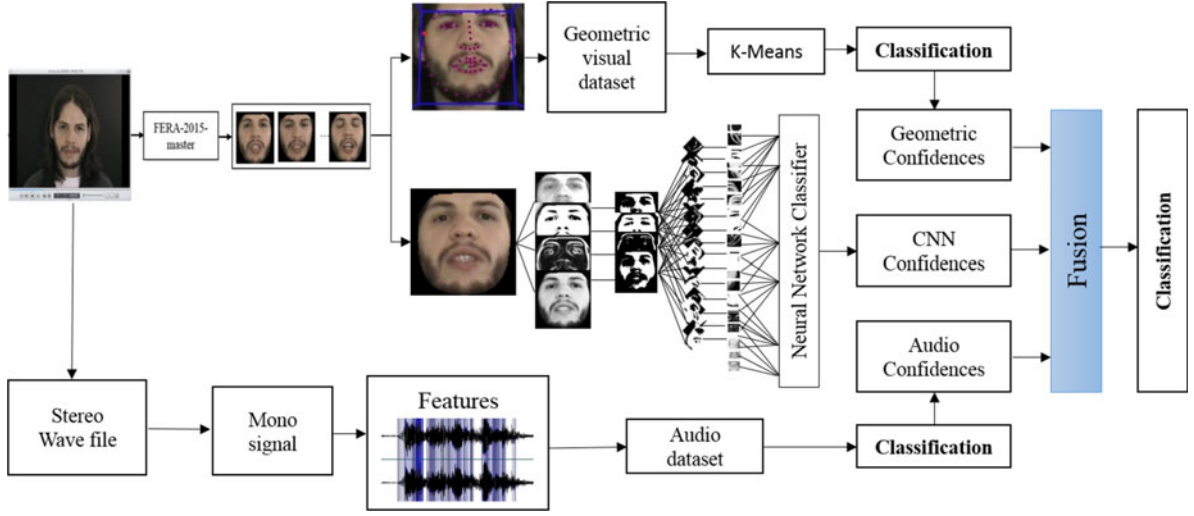 Geometric
visual
dataset
K-Means
Classification
FERA-2015-
master
...
Geometric
Confidences
Neural Network Classifier
CNN
Confidences
Fusion
Classification
Audio
Confidences
Stereo
Wave file
Mono
signal
Features
Audio
dataset
Classification